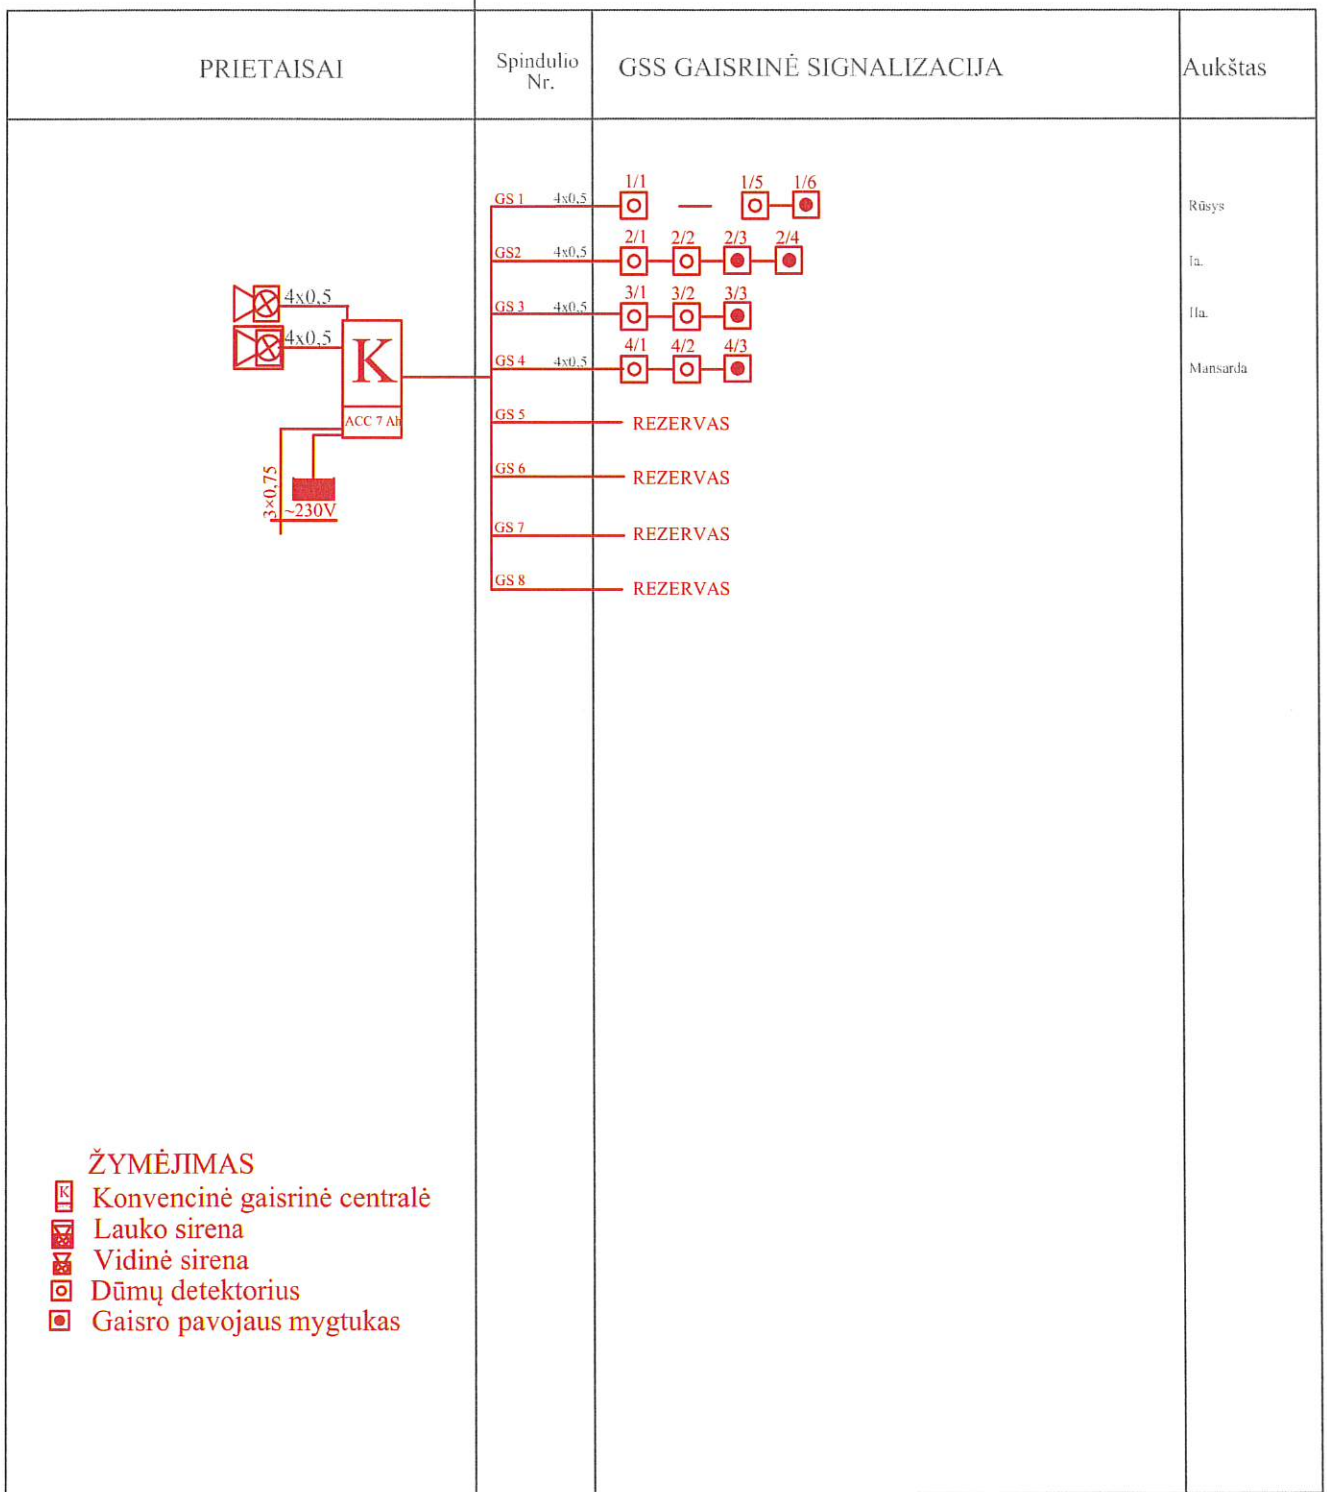 PRIETAISAI
Spindulio
Nr.
GSS GAISRINĖ SIGNALIZACIJA
Aukštas
GS 1 4x0,5 1/1 1/5 1/6 Rūsys
GS2 4x0,5 2/1 2/2 2/3 2/4 Ia.
GS 3 4x0,5 3/1 3/2 3/3 IIa.
GS 4 4x0,5 4/1 4/2 4/3 Mansarda
GS 5 REZERVAS
GS 6 REZERVAS
GS 7 REZERVAS
GS 8 REZERVAS
4x0,5
4x0,5
K
ACC 7 Ah
3×0,75
~230V
ŽYMĖJIMAS
K Konvencinė gaisrinė centralė
Lauko sirena
Vidinė sirena
Dūmų detektorius
Gaisro pavojaus mygtukas